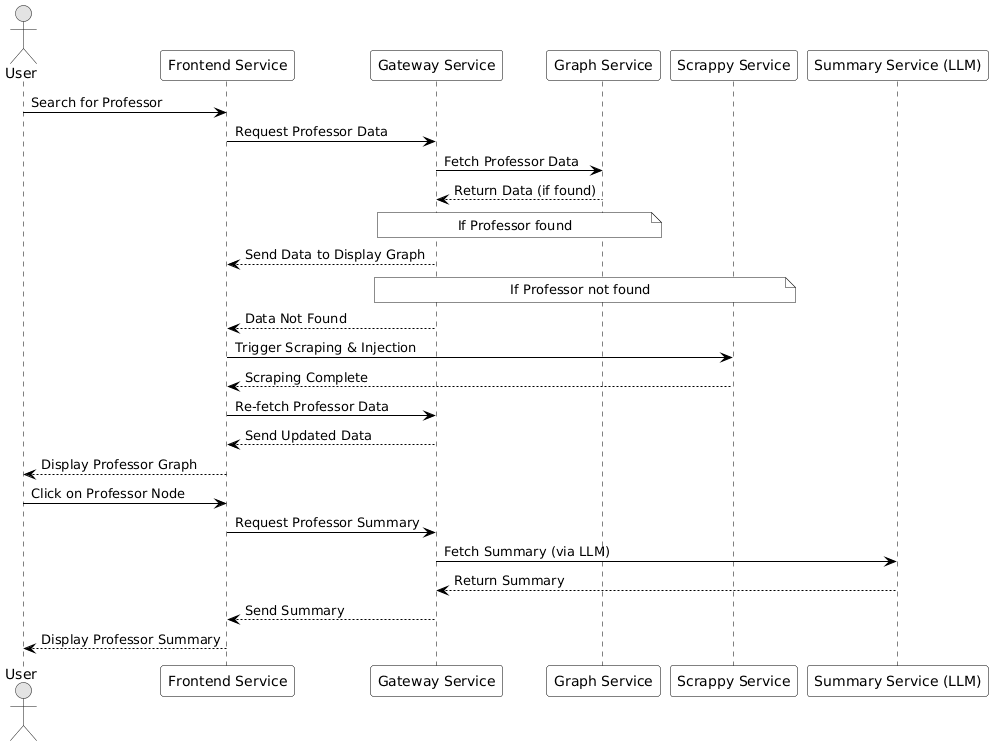 User
Frontend Service
Gateway Service
Graph Service
Scrappy Service
Summary Service (LLM)
Search for Professor
Request Professor Data
Fetch Professor Data
Return Data (if found)
If Professor found
Send Data to Display Graph
If Professor not found
Data Not Found
Trigger Scraping & Injection
Scraping Complete
Re-fetch Professor Data
Send Updated Data
Display Professor Graph
Click on Professor Node
Request Professor Summary
Fetch Summary (via LLM)
Return Summary
Send Summary
Display Professor Summary
User
Frontend Service
Gateway Service
Graph Service
Scrappy Service
Summary Service (LLM)